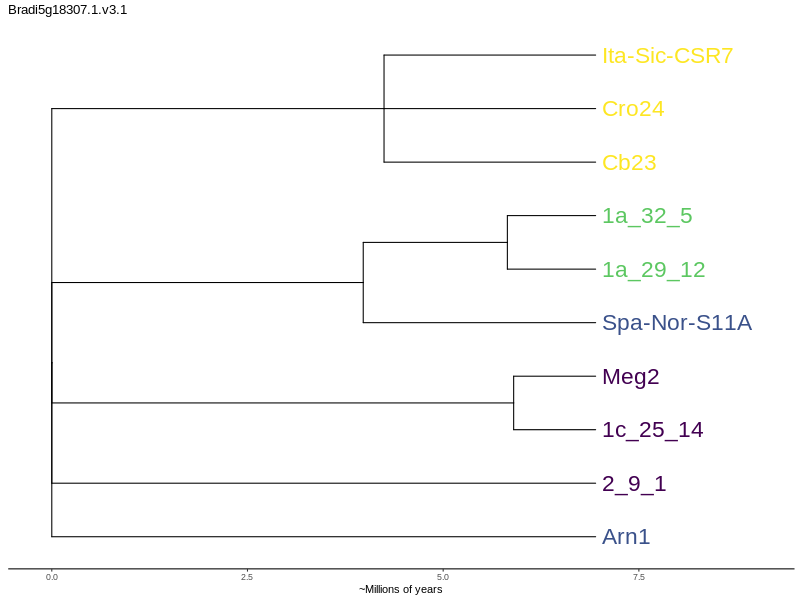 Bradi5g18307.1.v3.1
Ita-Sic-CSR7
Cro24
Cb23
1a_32_5
1a_29_12
Spa-Nor-S11A
Meg2
1c_25_14
2_9_1
Arn1
0.0 2.5 5.0 7.5
~Millions of years